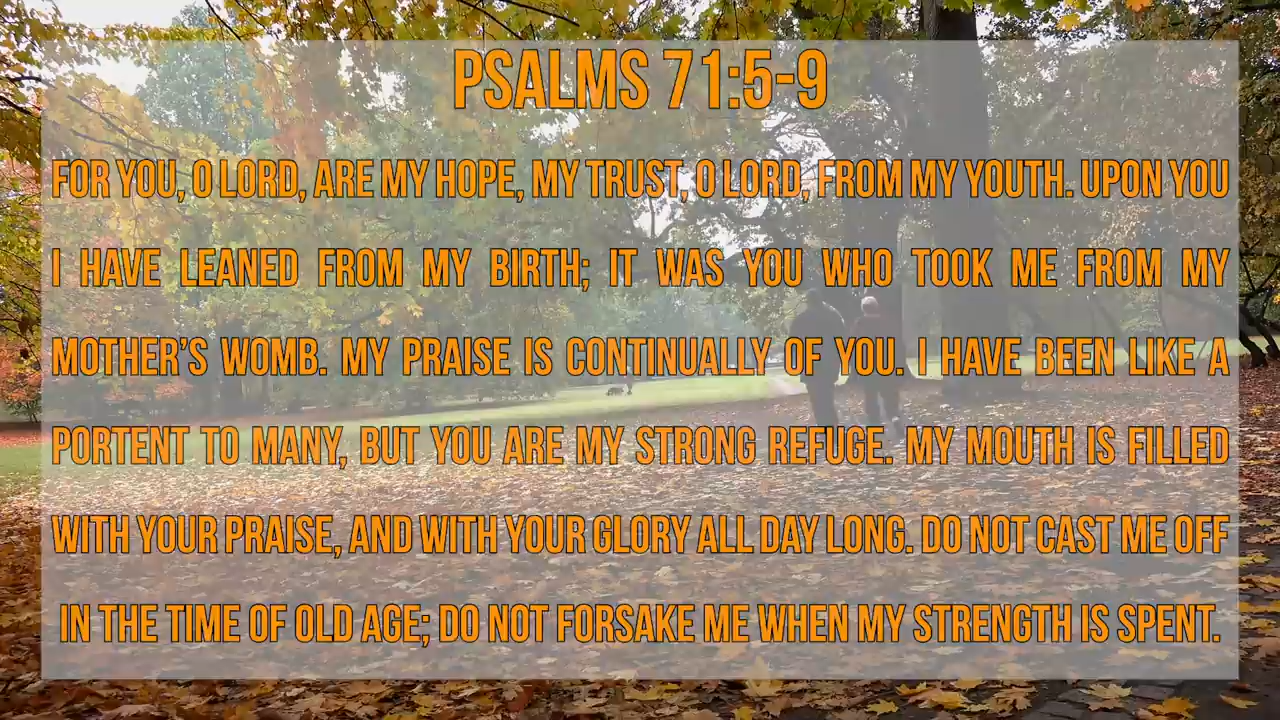 PSALMS 71:5-9
FOR YOU, O LORD, ARE MY HOPE, MY TRUST, O LORD, FROM MY YOUTH. UPON YOU
I HAVE LEANED FROM MY BIRTH; IT WAS YOU WHO TOOK ME FROM MY
MOTHER’S WOMB. MY PRAISE IS CONTINUALLY OF YOU. I HAVE BEEN LIKE A
PORTENT TO MANY, BUT YOU ARE MY STRONG REFUGE. MY MOUTH IS FILLED
WITH YOUR PRAISE, AND WITH YOUR GLORY ALL DAY LONG. DO NOT CAST ME OFF
IN THE TIME OF OLD AGE; DO NOT FORSAKE ME WHEN MY STRENGTH IS SPENT.